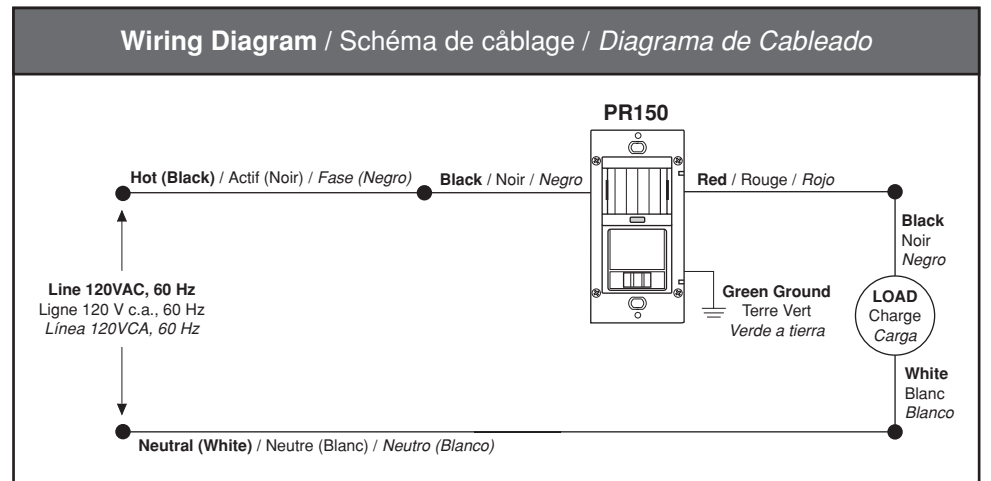 Wiring Diagram / Schéma de câblage / Diagrama de Cableado
PR150
Hot (Black) / Actif (Noir) / Fase (Negro)
Black / Noir / Negro
Red / Rouge / Rojo
Black
Noir
Negro
Line 120VAC, 60 Hz
Ligne 120 V c.a., 60 Hz
Línea 120VCA, 60 Hz
Green Ground
Terre Vert
Verde a tierra
LOAD
Charge
Carga
White
Blanc
Blanco
Neutral (White) / Neutre (Blanc) / Neutro (Blanco)